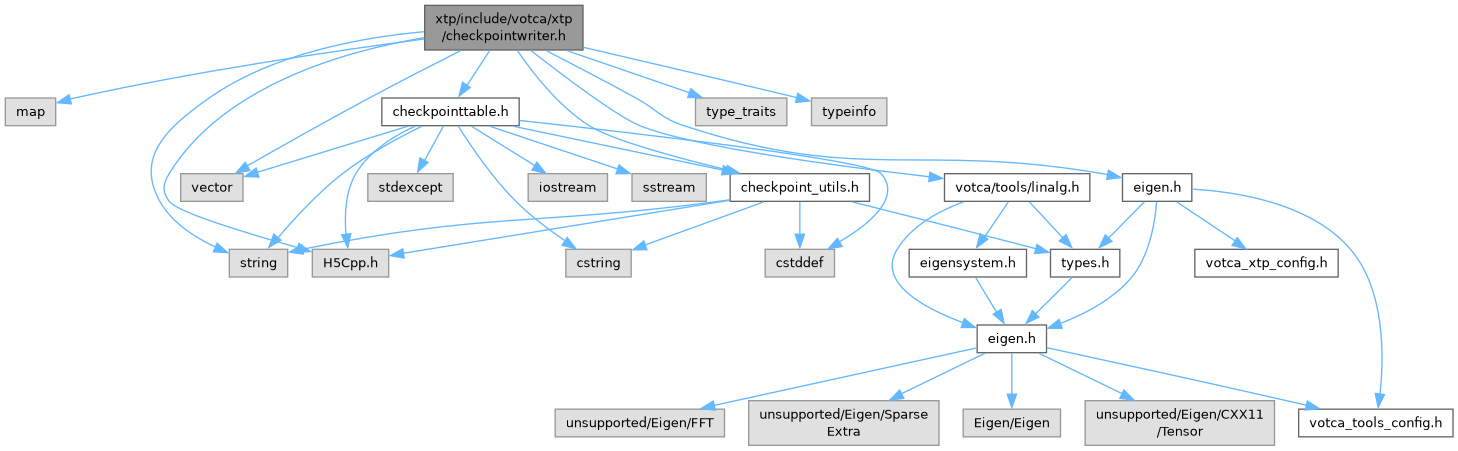 xtp/include/votca/xtp
/checkpointwriter.h
map
checkpointtable.h
type_traits
typeinfo
vector
stdexcept
iostream
sstream
checkpoint_utils.h
votca/tools/linalg.h
eigen.h
string
H5Cpp.h
cstring
cstddef
eigensystem.h
types.h
votca_xtp_config.h
eigen.h
unsupported/Eigen/FFT
unsupported/Eigen/Sparse
Extra
Eigen/Eigen
unsupported/Eigen/CXX11
/Tensor
votca_tools_config.h